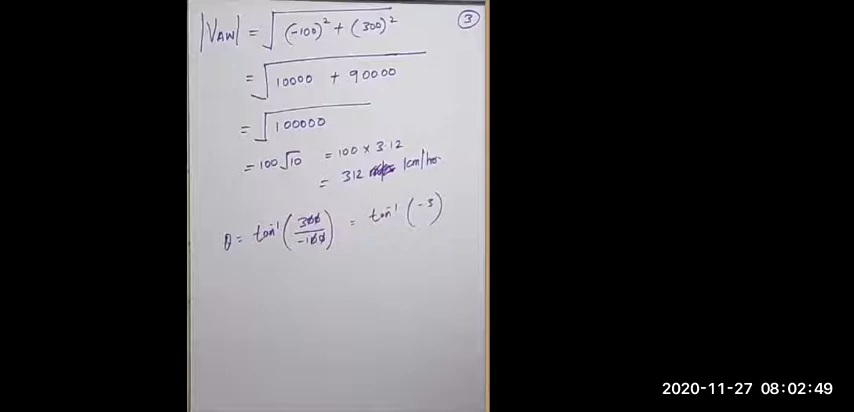 ③
|V_AW| = √((-100)² + (300)²)
= √(10000 + 90000)
= √(100000)
= 100√10 = 100 × 3.12
= 312 km/hr
θ = tan⁻¹(300/-100) = tan⁻¹(-3)
2020-11-27 08:02:49